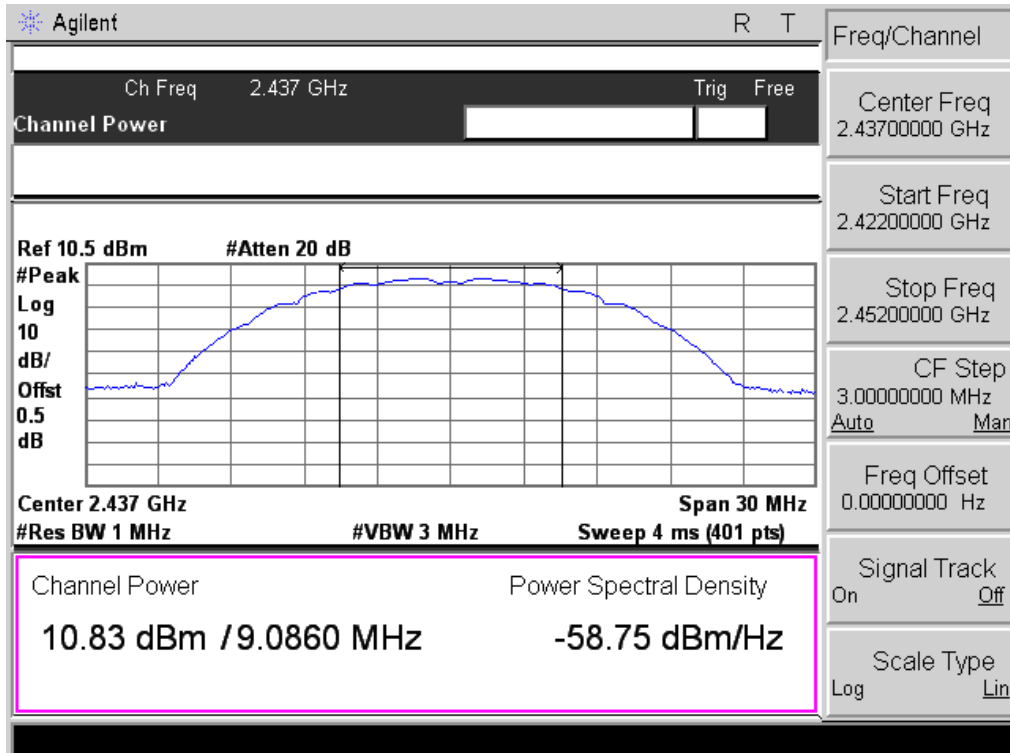 Agilent R T
Ch Freq 2.437 GHz Trig Free
Channel Power
Ref 10.5 dBm #Atten 20 dB
#Peak
Log
10
dB/
Offst
0.5
dB
Center 2.437 GHz Span 30 MHz
#Res BW 1 MHz #VBW 3 MHz Sweep 4 ms (401 pts)
Channel Power Power Spectral Density
10.83 dBm / 9.0860 MHz -58.75 dBm/Hz
Freq/Channel
Center Freq
2.43700000 GHz
Start Freq
2.42200000 GHz
Stop Freq
2.45200000 GHz
CF Step
3.00000000 MHz
Auto Man
Freq Offset
0.00000000 Hz
Signal Track
On Off
Scale Type
Log Lin